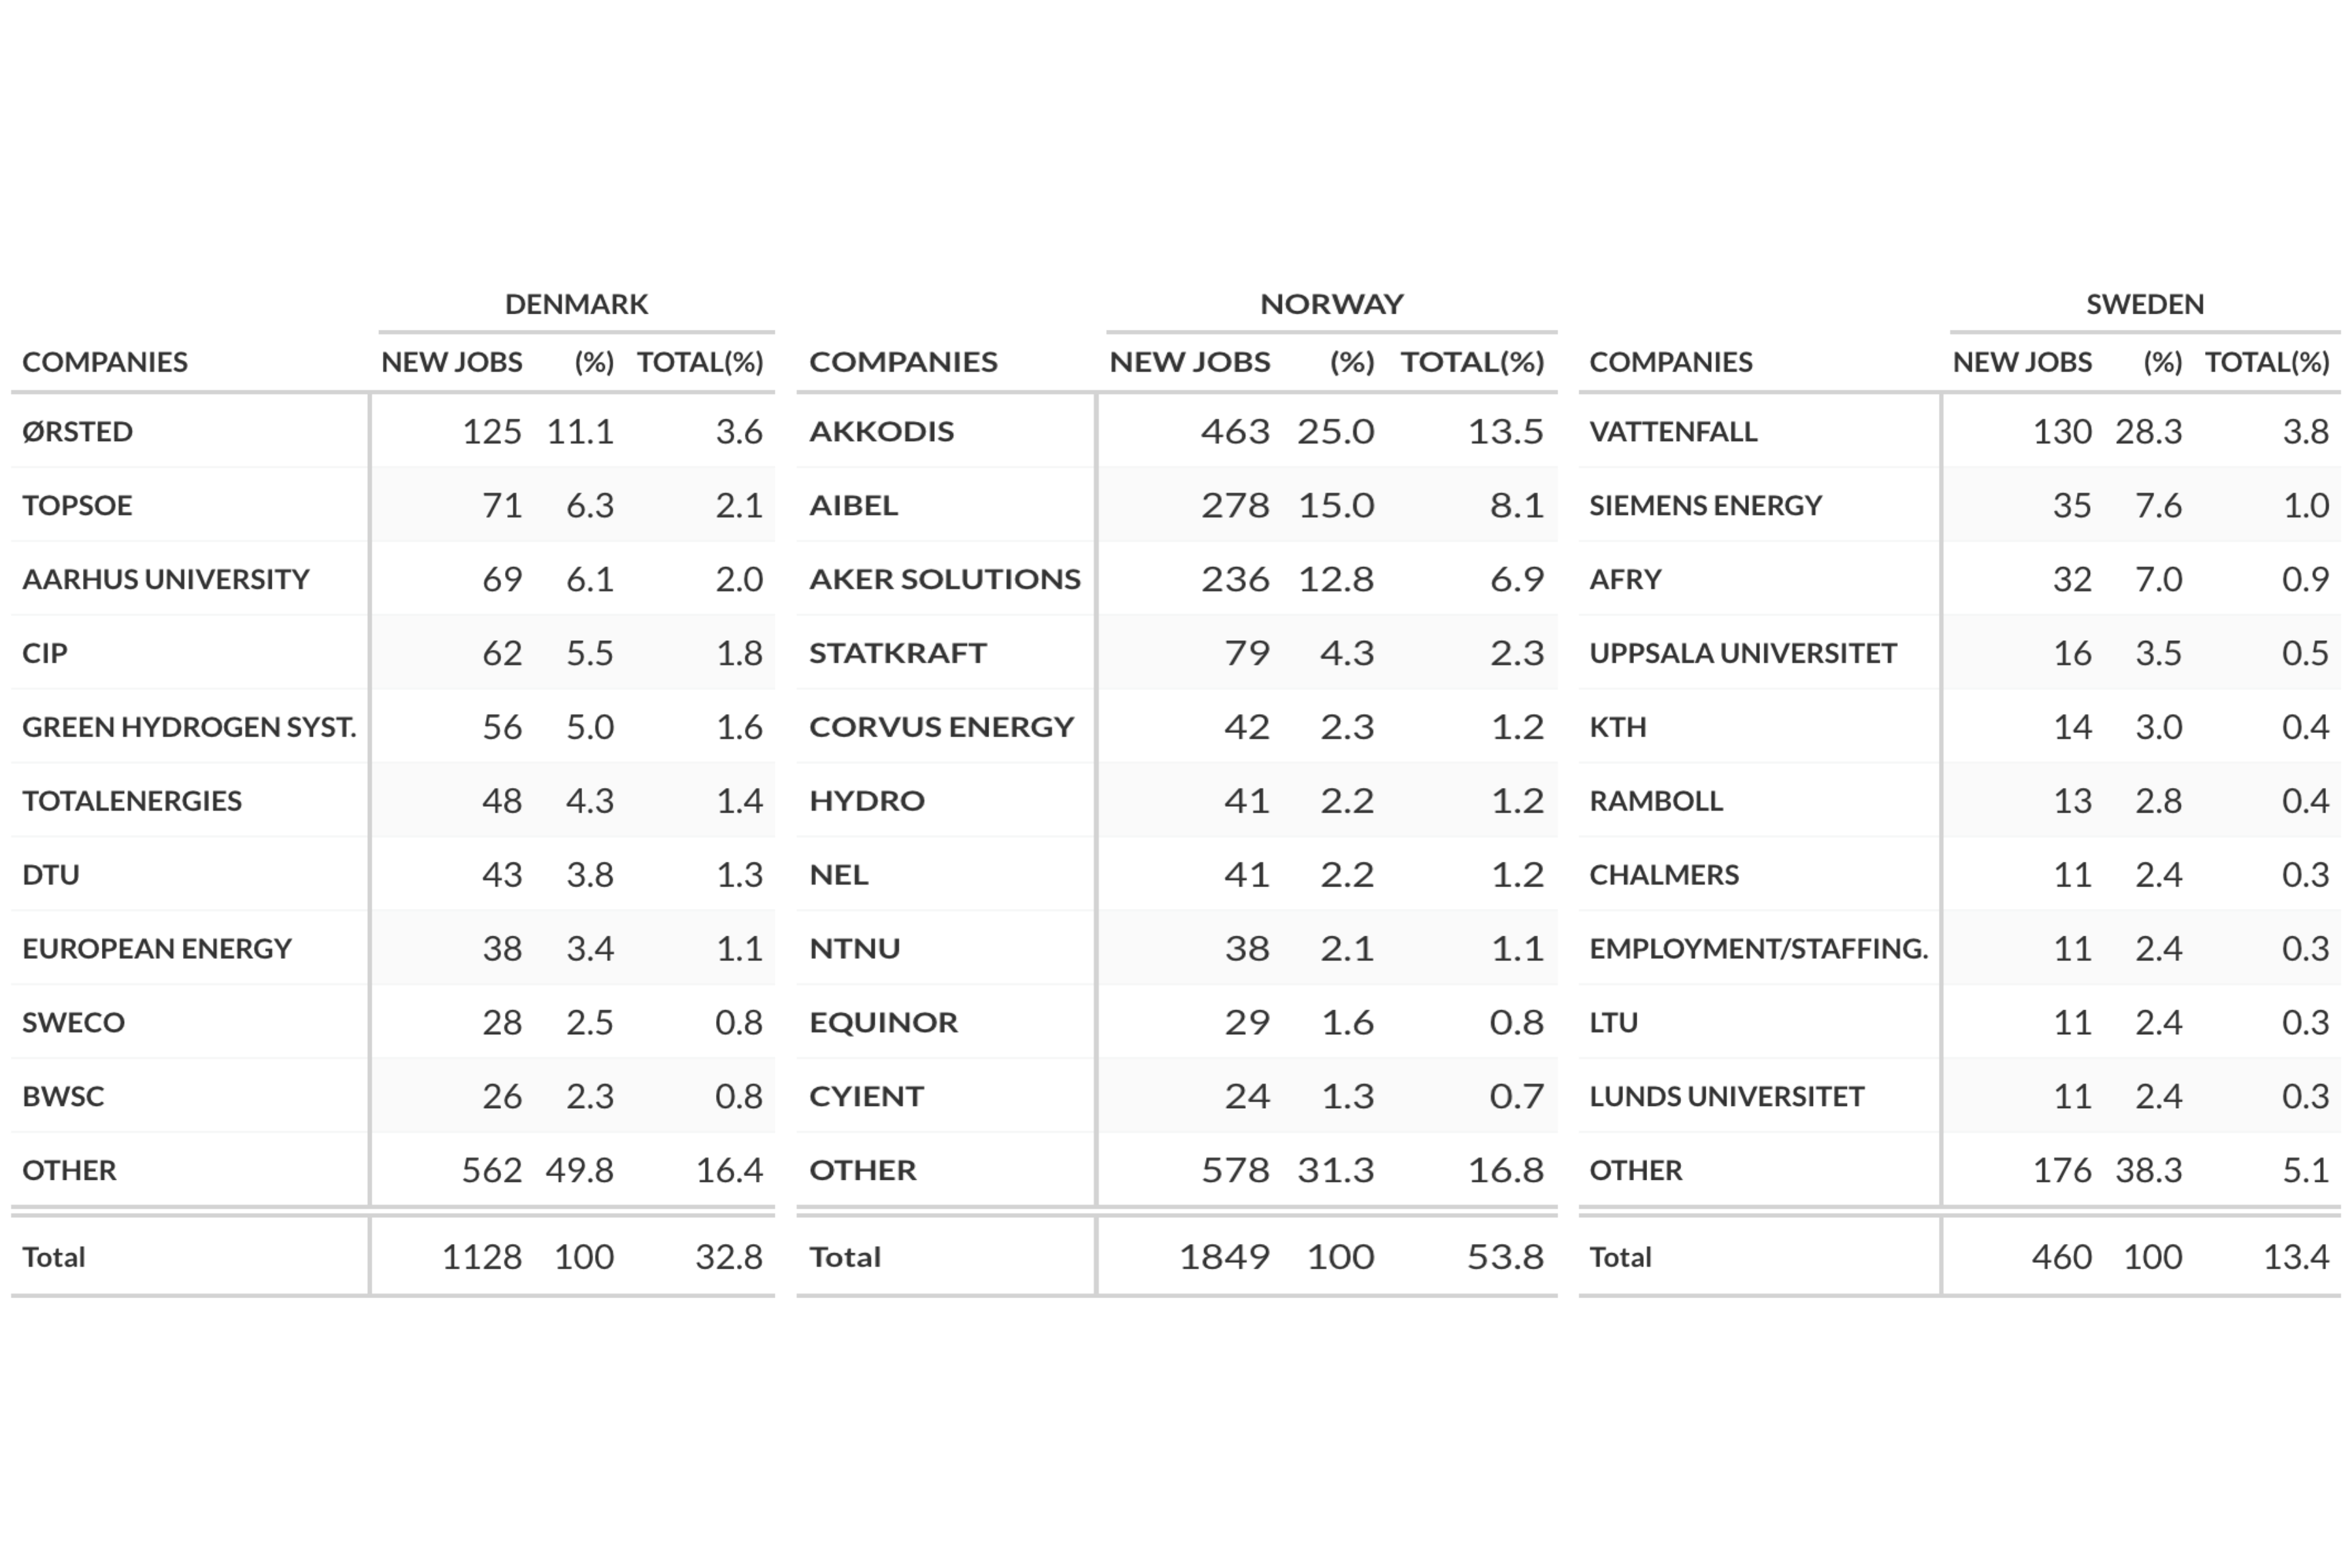 DENMARK NORWAY SWEDEN
COMPANIES NEW JOBS (%) TOTAL(%) COMPANIES NEW JOBS (%) TOTAL(%) COMPANIES NEW JOBS (%) TOTAL(%)
ØRSTED 125 11.1 3.6 AKKODIS 463 25.0 13.5 VATTENFALL 130 28.3 3.8
TOPSOE 71 6.3 2.1 AIBEL 278 15.0 8.1 SIEMENS ENERGY 35 7.6 1.0
AARHUS UNIVERSITY 69 6.1 2.0 AKER SOLUTIONS 236 12.8 6.9 AFRY 32 7.0 0.9
CIP 62 5.5 1.8 STATKRAFT 79 4.3 2.3 UPPSALA UNIVERSITET 16 3.5 0.5
GREEN HYDROGEN SYST. 56 5.0 1.6 CORVUS ENERGY 42 2.3 1.2 KTH 14 3.0 0.4
TOTALENERGIES 48 4.3 1.4 HYDRO 41 2.2 1.2 RAMBOLL 13 2.8 0.4
DTU 43 3.8 1.3 NEL 41 2.2 1.2 CHALMERS 11 2.4 0.3
EUROPEAN ENERGY 38 3.4 1.1 NTNU 38 2.1 1.1 EMPLOYMENT/STAFFING. 11 2.4 0.3
SWECO 28 2.5 0.8 EQUINOR 29 1.6 0.8 LTU 11 2.4 0.3
BWSC 26 2.3 0.8 CYIENT 24 1.3 0.7 LUNDS UNIVERSITET 11 2.4 0.3
OTHER 562 49.8 16.4 OTHER 578 31.3 16.8 OTHER 176 38.3 5.1
Total 1128 100 32.8 Total 1849 100 53.8 Total 460 100 13.4